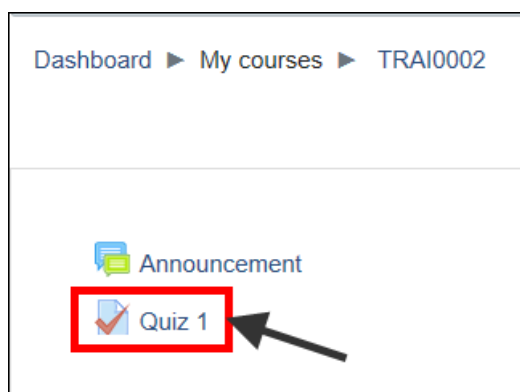 Dashboard ► My courses ► TRAI0002
Announcement
Quiz 1